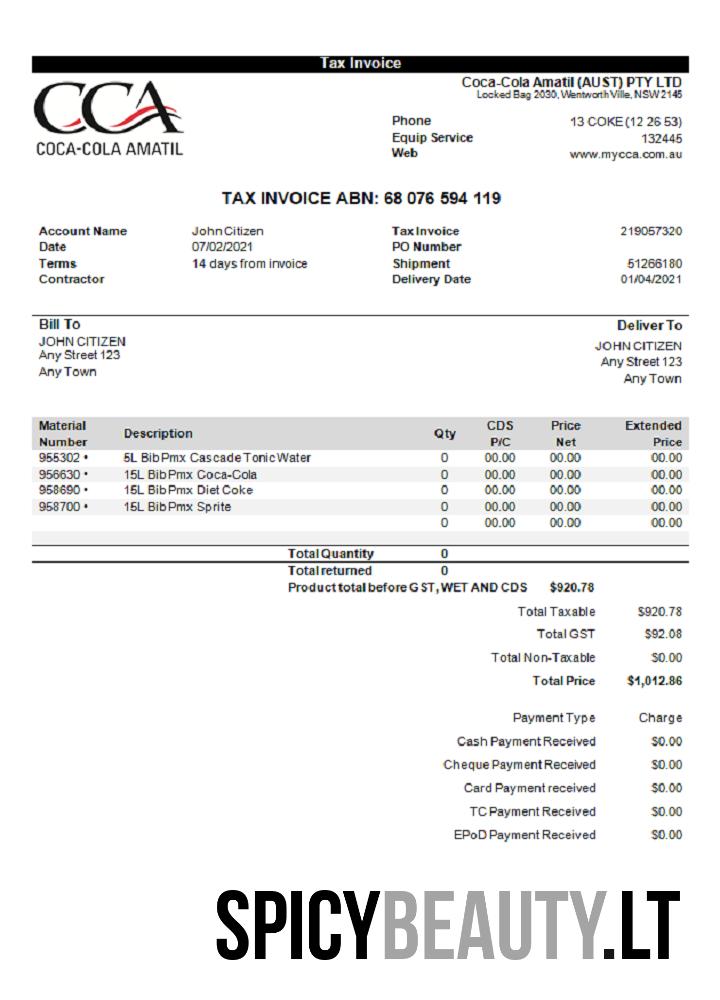 Tax Invoice
CCA
COCA-COLA AMATIL
Coca-Cola Amatil (AUST) PTY LTD
Locked Bag 2030, Wentworth Ville, NSW 2145
Phone 13 COKE (12 26 53)
Equip Service 132445
Web www.mycca.com.au
TAX INVOICE ABN: 68 076 594 119
Account Name John Citizen Tax Invoice 219057320
Date 07/02/2021 PO Number
Terms 14 days from invoice Shipment 51266180
Contractor Delivery Date 01/04/2021
Bill To Deliver To
JOHN CITIZEN JOHN CITIZEN
Any Street 123 Any Street 123
Any Town Any Town
Material Number Description Qty CDS P/C Price Net Extended Price
955302 • 5L Bib Pmx Cascade Tonic Water 0 00.00 00.00 00.00
956630 • 15L Bib Pmx Coca-Cola 0 00.00 00.00 00.00
958690 • 15L Bib Pmx Diet Coke 0 00.00 00.00 00.00
958700 • 15L Bib Pmx Sprite 0 00.00 00.00 00.00
0 00.00 00.00 00.00
Total Quantity 0
Total returned 0
Product total before GST, WET AND CDS $920.78
Total Taxable $920.78
Total GST $92.08
Total Non-Taxable $0.00
Total Price $1,012.86
Payment Type Charge
Cash Payment Received $0.00
Cheque Payment Received $0.00
Card Payment received $0.00
TC Payment Received $0.00
EPoD Payment Received $0.00
SPICYBEAUTY.LT